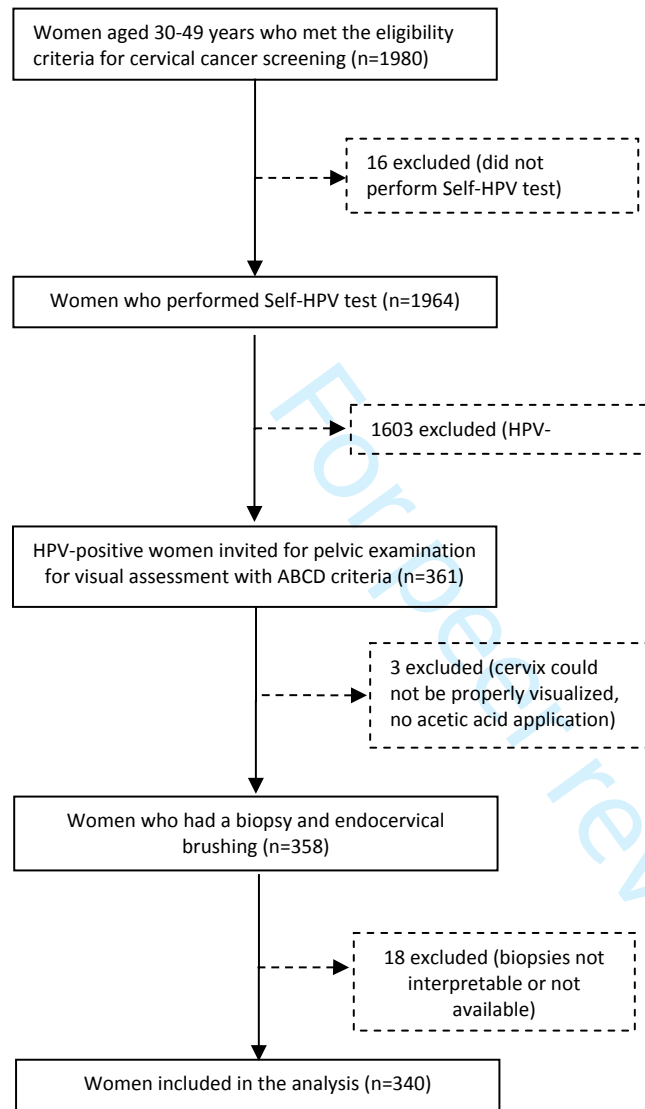 Women aged 30-49 years who met the eligibility
criteria for cervical cancer screening (n=1980)
16 excluded (did not
perform Self-HPV test)
Women who performed Self-HPV test (n=1964)
1603 excluded (HPV-
HPV-positive women invited for pelvic examination
for visual assessment with ABCD criteria (n=361)
3 excluded (cervix could
not be properly visualized,
no acetic acid application)
Women who had a biopsy and endocervical
brushing (n=358)
18 excluded (biopsies not
interpretable or not
available)
Women included in the analysis (n=340)
For peer rev